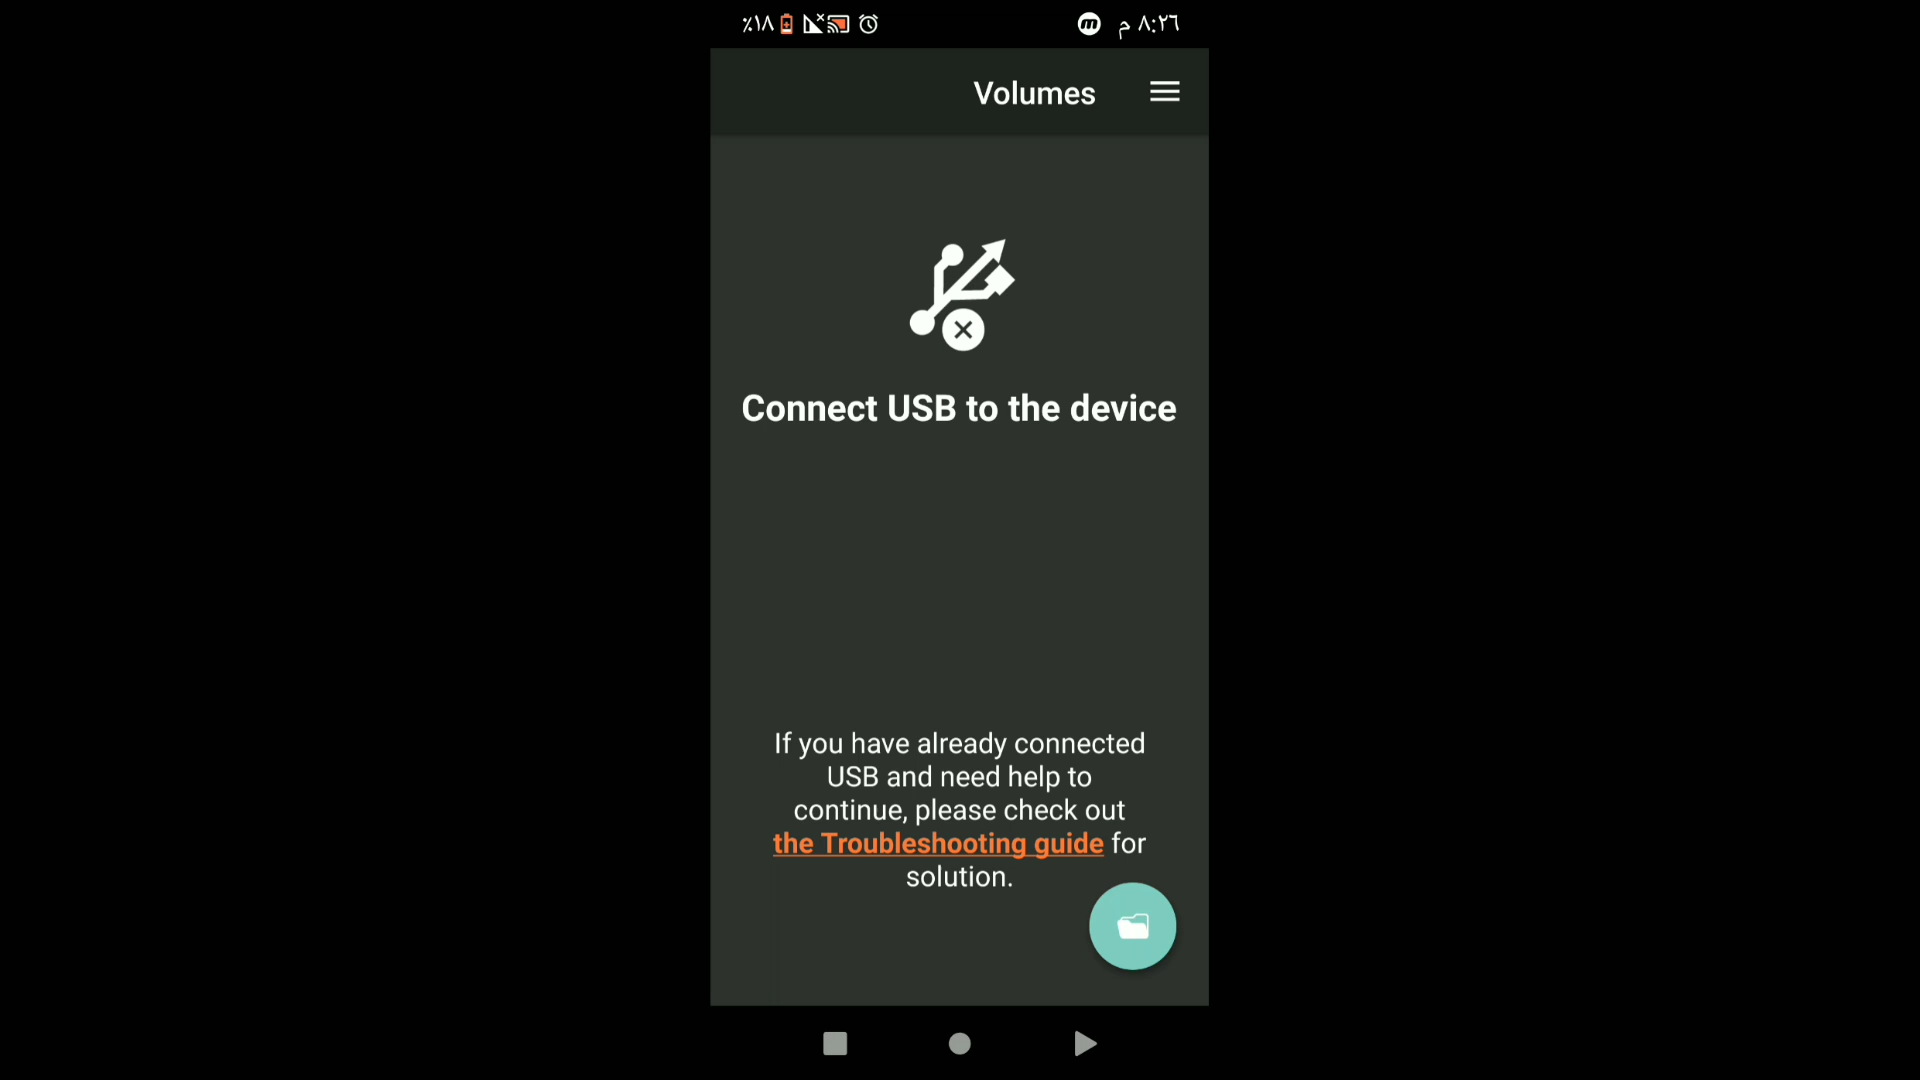 ٪١٨
٨:٢٦ م
Volumes
Connect USB to the device
If you have already connected
USB and need help to
continue, please check out
the Troubleshooting guide for
solution.